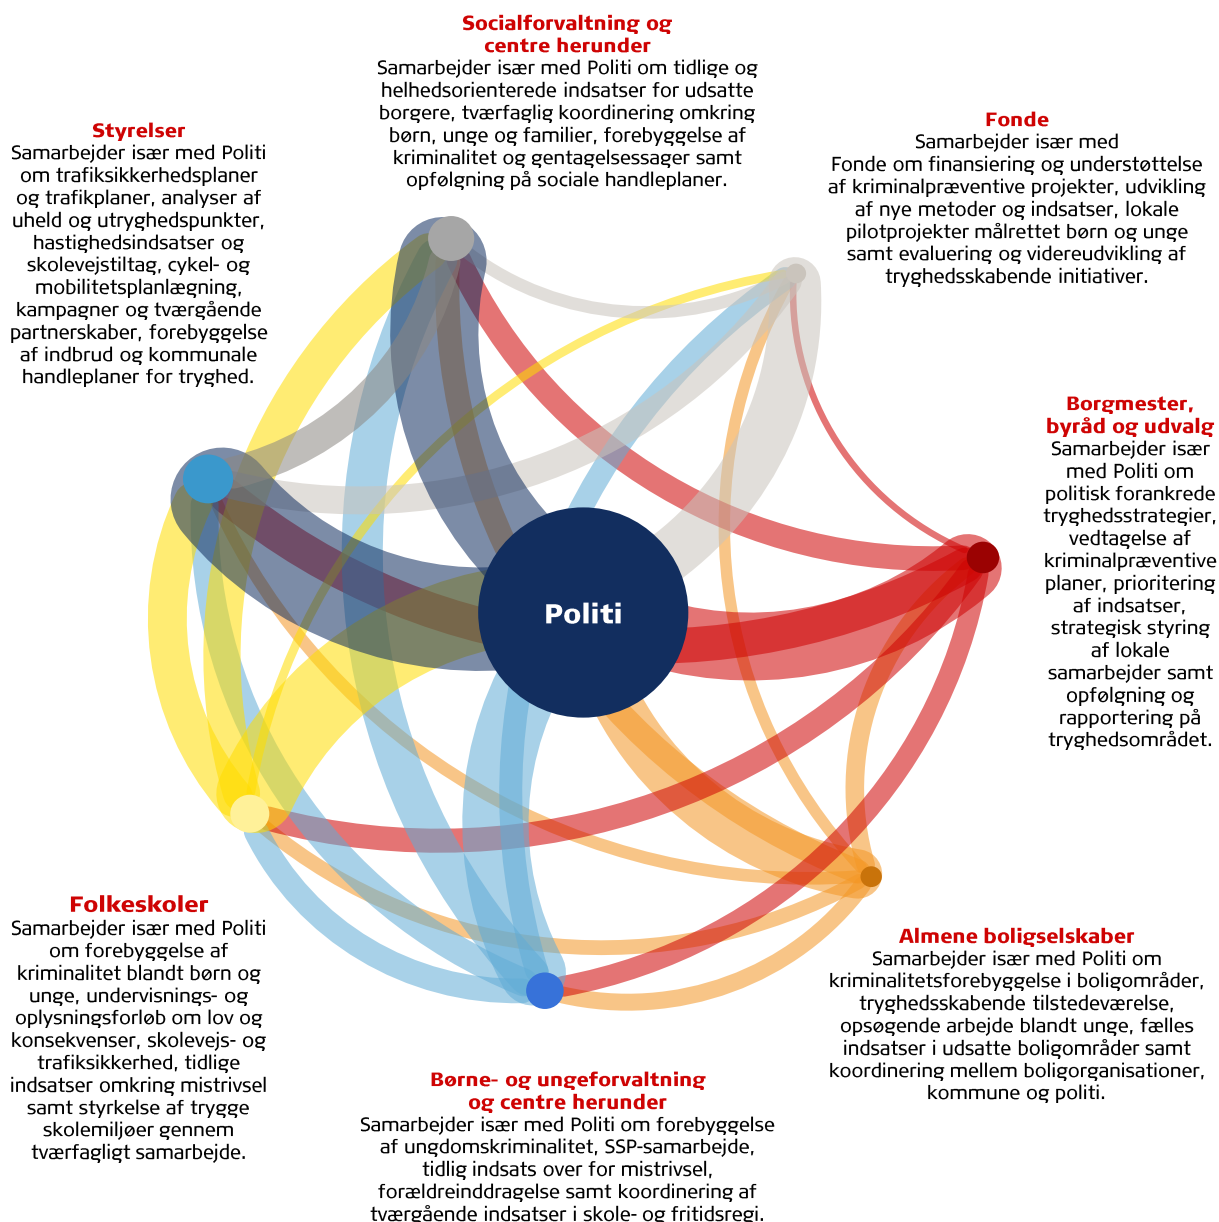 Socialforvaltning og
centre herunder
Samarbejder især med Politi om tidlige og
helhedsorienterede indsatser for udsatte
borgere, tværfaglig koordinering omkring
børn, unge og familier, forebyggelse af
kriminalitet og gentagelsessager samt
opfølgning på sociale handleplaner.
Fonde
Samarbejder især med
Fonde om finansiering og understøttelse
af kriminalpræventive projekter, udvikling
af nye metoder og indsatser, lokale
pilotprojekter målrettet børn og unge
samt evaluering og videreudvikling af
tryghedsskabende initiativer.
Styrelser
Samarbejder især med Politi
om trafiksikkerhedsplaner
og trafikplaner, analyser af
uheld og utryghedspunkter,
hastighedsindsatser og
skolevejstiltag, cykel- og
mobilitetsplanlægning,
kampagner og tværgående
partnerskaber, forebyggelse
af indbrud og kommunale
handleplaner for tryghed.
Borgmester,
byråd og udvalg
Samarbejder især
med Politi om
politisk forankrede
tryghedsstrategier,
vedtagelse af
kriminalpræventive
planer, prioritering
af indsatser,
strategisk styring
af lokale
samarbejder samt
opfølgning og
rapportering på
tryghedsområdet.
Politi
Folkeskoler
Samarbejder især med Politi
om forebyggelse af
kriminalitet blandt børn og
unge, undervisnings- og
oplysningsforløb om lov og
konsekvenser, skolevejs- og
trafiksikkerhed, tidlige
indsatser omkring mistrivsel
samt styrkelse af trygge
skolemiljøer gennem
tværfagligt samarbejde.
Almene boligselskaber
Samarbejder især med Politi om
kriminalitetsforebyggelse i boligområder,
tryghedsskabende tilstedeværelse,
opsøgende arbejde blandt unge, fælles
indsatser i udsatte boligområder samt
koordinering mellem boligorganisationer,
kommune og politi.
Børne- og ungeforvaltning
og centre herunder
Samarbejder især med Politi om forebyggelse
af ungdomskriminalitet, SSP-samarbejde,
tidlig indsats over for mistrivsel,
forældreinddragelse samt koordinering af
tværgående indsatser i skole- og fritidsregi.